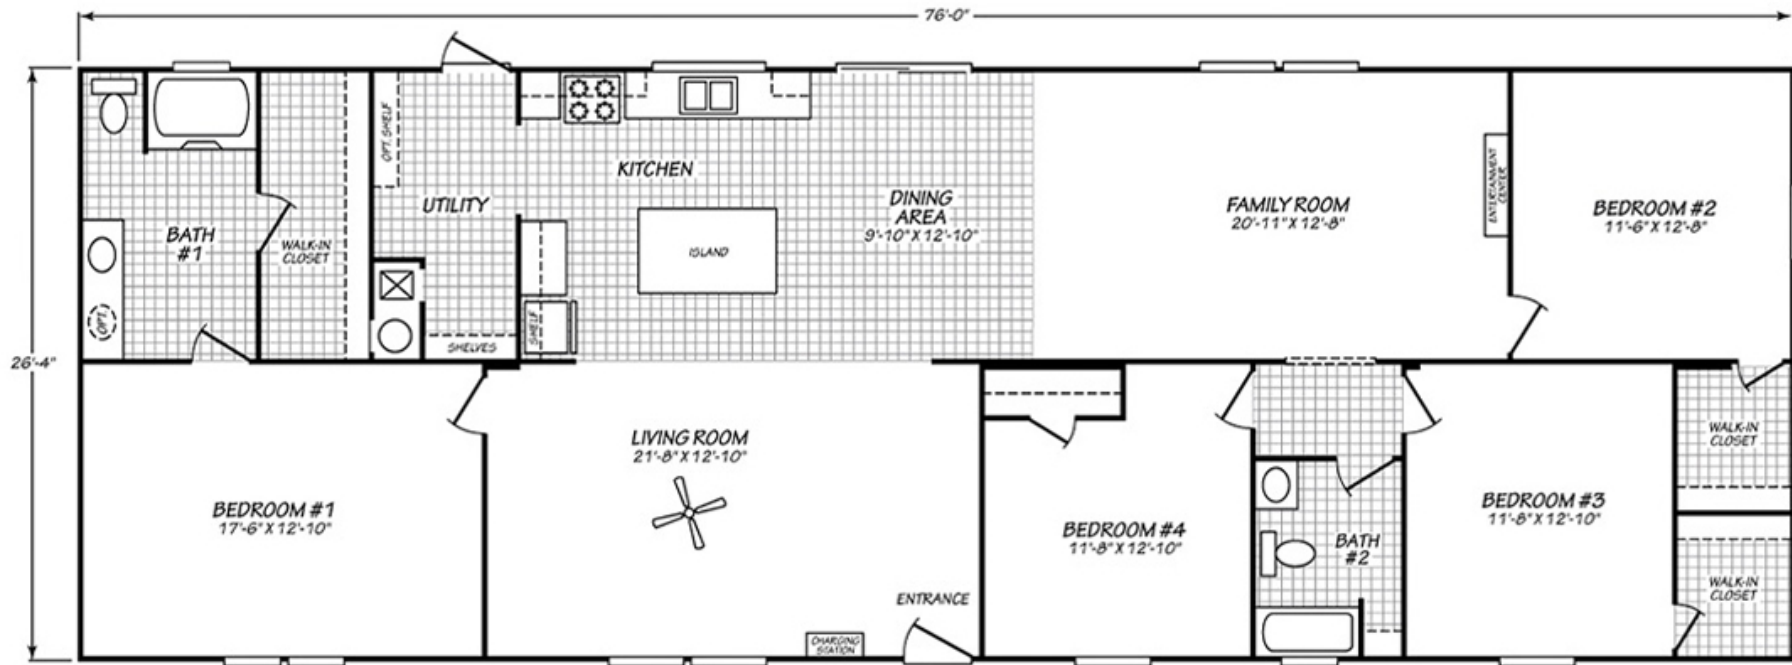 76'-0"
26'-4"
BATH
#1
OPT.
WALK-IN
CLOSET
OPT. SHELF
UTILITY
SHELVES
KITCHEN
ISLAND
SHELF
DINING
AREA
9'-10" X 12'-10"
FAMILY ROOM
20'-11" X 12'-8"
ENTERTAINMENT
CENTER
BEDROOM #2
11'-6" X 12'-8"
BEDROOM #1
17'-6" X 12'-10"
LIVING ROOM
21'-8" X 12'-10"
CHARGING
STATION
ENTRANCE
BEDROOM #4
11'-8" X 12'-10"
BATH
#2
BEDROOM #3
11'-8" X 12'-10"
WALK-IN
CLOSET
WALK-IN
CLOSET